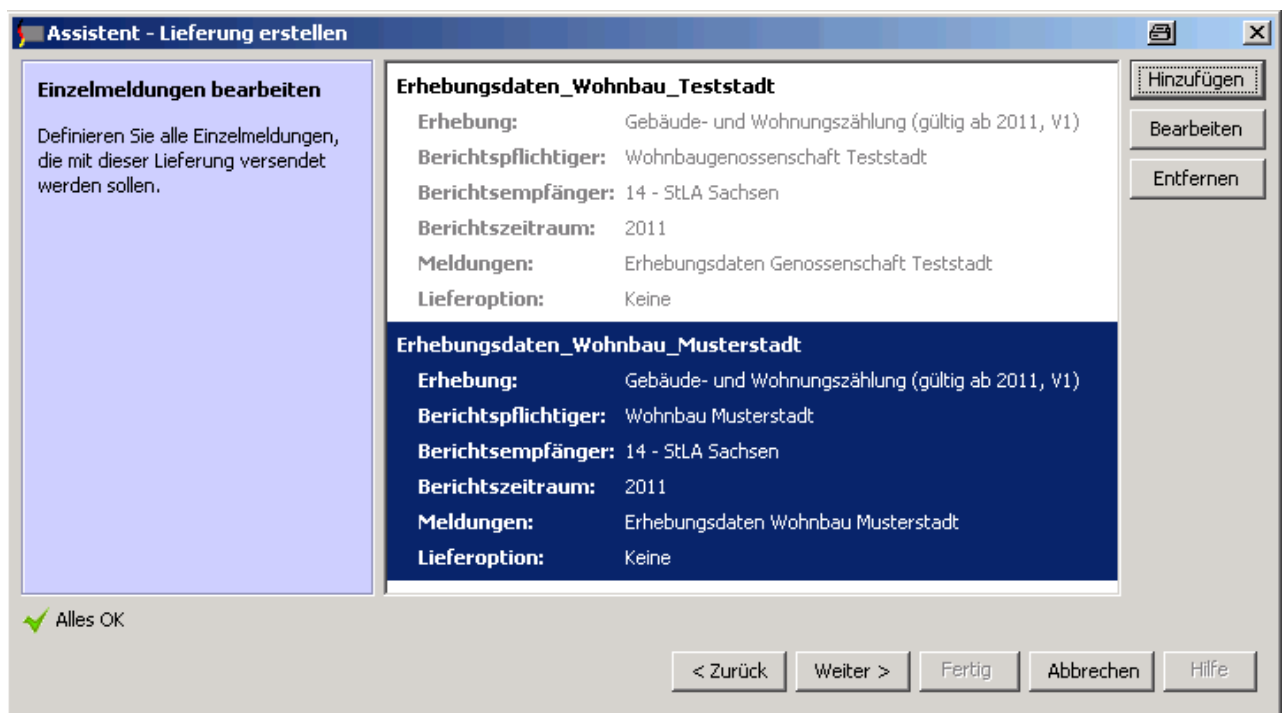 Assistent - Lieferung erstellen
Einzelmeldungen bearbeiten
Definieren Sie alle Einzelmeldungen,
die mit dieser Lieferung versendet
werden sollen.
Erhebungsdaten_Wohnbau_Teststadt
Erhebung: Gebäude- und Wohnungszählung (gültig ab 2011, V1)
Berichtspflichtiger: Wohnbaugenossenschaft Teststadt
Berichtsempfänger: 14 - StLA Sachsen
Berichtszeitraum: 2011
Meldungen: Erhebungsdaten Genossenschaft Teststadt
Lieferoption: Keine
Erhebungsdaten_Wohnbau_Musterstadt
Erhebung: Gebäude- und Wohnungszählung (gültig ab 2011, V1)
Berichtspflichtiger: Wohnbau Musterstadt
Berichtsempfänger: 14 - StLA Sachsen
Berichtszeitraum: 2011
Meldungen: Erhebungsdaten Wohnbau Musterstadt
Lieferoption: Keine
Hinzufügen
Bearbeiten
Entfernen
Alles OK
< Zurück
Weiter >
Fertig
Abbrechen
Hilfe